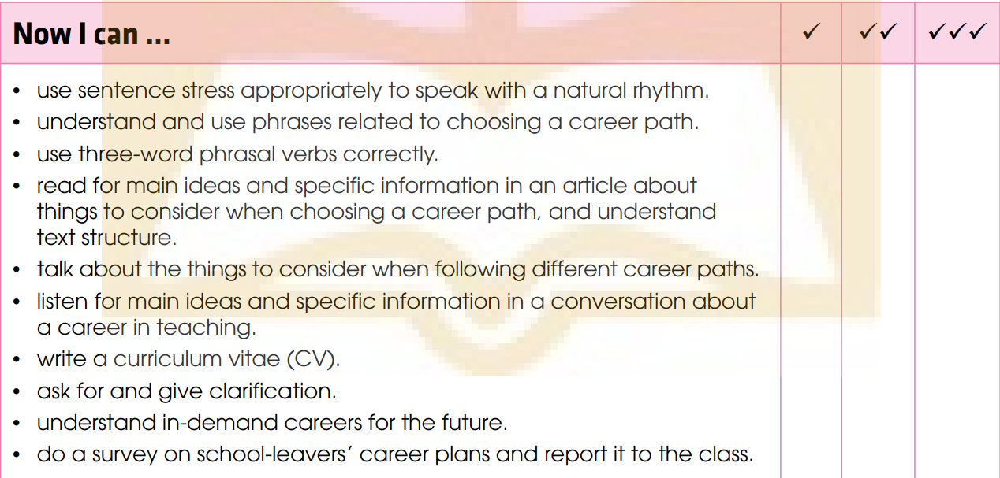 Now I can ... ✓ ✓✓ ✓✓✓
• use sentence stress appropriately to speak with a natural rhythm.
• understand and use phrases related to choosing a career path.
• use three-word phrasal verbs correctly.
• read for main ideas and specific information in an article about
things to consider when choosing a career path, and understand
text structure.
• talk about the things to consider when following different career paths.
• listen for main ideas and specific information in a conversation about
a career in teaching.
• write a curriculum vitae (CV).
• ask for and give clarification.
• understand in-demand careers for the future.
• do a survey on school-leavers’ career plans and report it to the class.